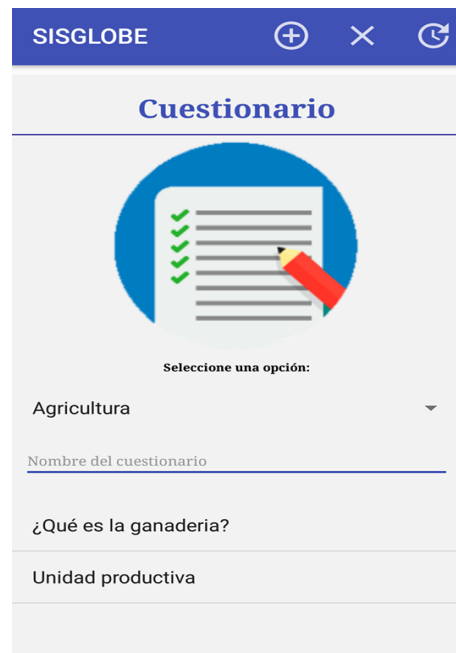 SISGLOBE
Cuestionario
Seleccione una opción:
Agricultura
Nombre del cuestionario
¿Qué es la ganaderia?
Unidad productiva